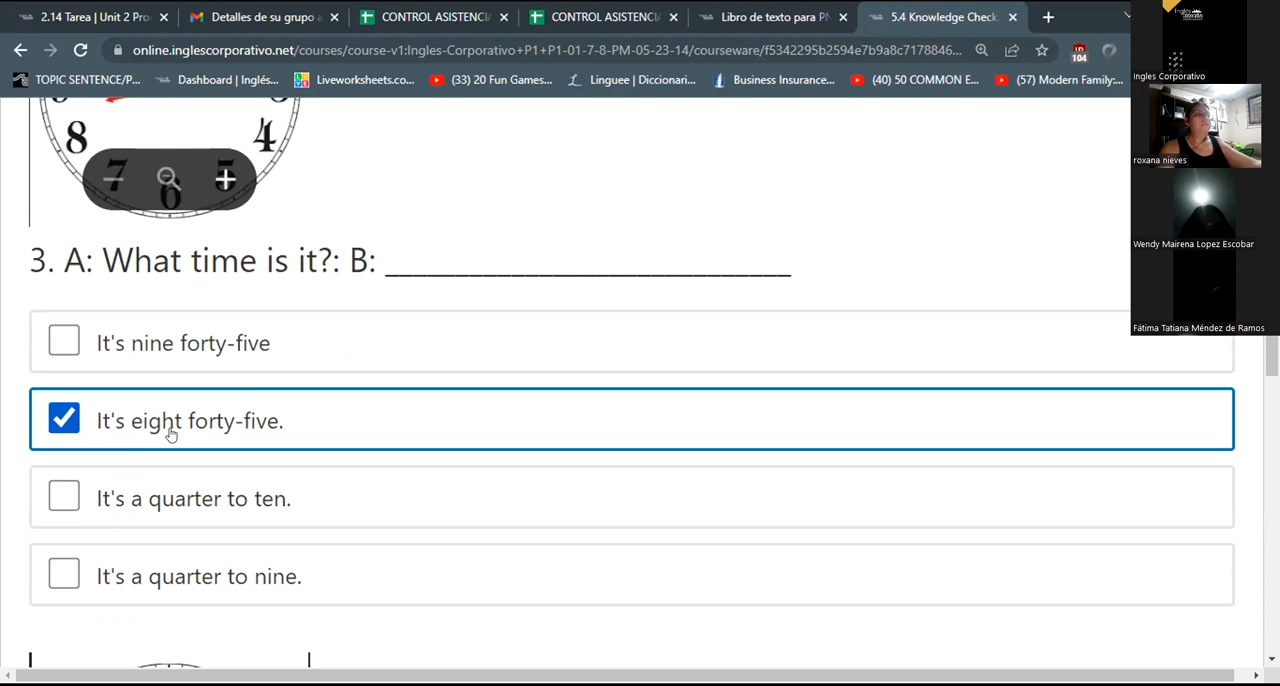 2.14 Tarea | Unit 2 Pro
Detalles de su grupo a
CONTROL ASISTENCI
CONTROL ASISTENCI
Libro de texto para PN
5.4 Knowledge Check
online.inglescorporativo.net/courses/course-v1:Ingles-Corporativo+P1+P1-01-7-8-PM-05-23-14/courseware/f5342295b2594e7b9a8c7178846...
104
TOPIC SENTENCE/P...
Dashboard | Inglés...
Liveworksheets.co...
(33) 20 Fun Games...
Linguee | Diccionari...
Business Insurance...
(40) 50 COMMON E...
(57) Modern Family:...
Ingles Corporativo
roxana nieves
Wendy Mairena Lopez Escobar
Fátima Tatiana Méndez de Ramos
8
4
7
5
6
3. A: What time is it?: B: ______________________________
It's nine forty-five
It's eight forty-five.
It's a quarter to ten.
It's a quarter to nine.